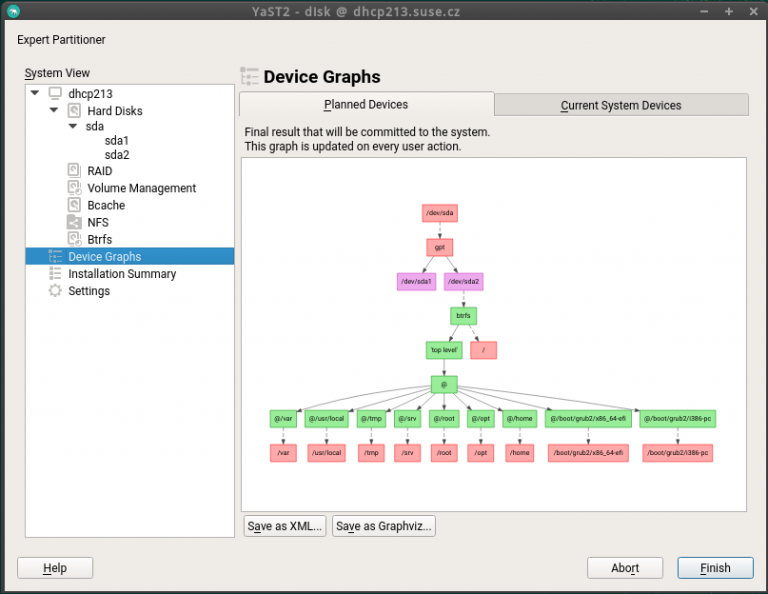 YaST2 - disk @ dhcp213.suse.cz
Expert Partitioner
System View
dhcp213
Hard Disks
sda
sda1
sda2
RAID
Volume Management
Bcache
NFS
Btrfs
Device Graphs
Installation Summary
Settings
Device Graphs
Planned Devices
Current System Devices
Final result that will be committed to the system.
This graph is updated on every user action.
/dev/sda
gpt
/dev/sda1 /dev/sda2
btrfs
'top level' /
@
@/var @/usr/local @/tmp @/srv @/root @/opt @/home @/boot/grub2/x86_64-efi @/boot/grub2/i386-pc
/var /usr/local /tmp /srv /root /opt /home /boot/grub2/x86_64-efi /boot/grub2/i386-pc
Save as XML... Save as Graphviz...
Help Abort Finish